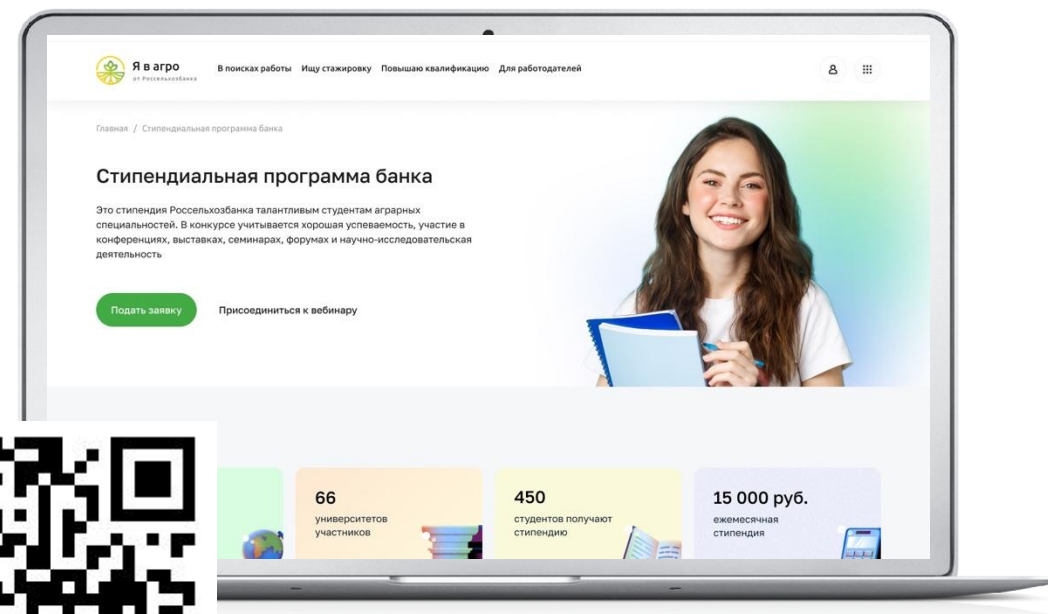 Я в агро
от Россельхозбанка
В поисках работы Ищу стажировку Повышаю квалификацию Для работодателей
Главная / Стипендиальная программа банка
Стипендиальная программа банка
Это стипендия Россельхозбанка талантливым студентам аграрных
специальностей. В конкурсе учитывается хорошая успеваемость, участие в
конференциях, выставках, семинарах, форумах и научно-исследовательская
деятельность
Подать заявку Присоединиться к вебинару
66
университетов
участников
450
студентов получают
стипендию
15 000 руб.
ежемесячная
стипендия